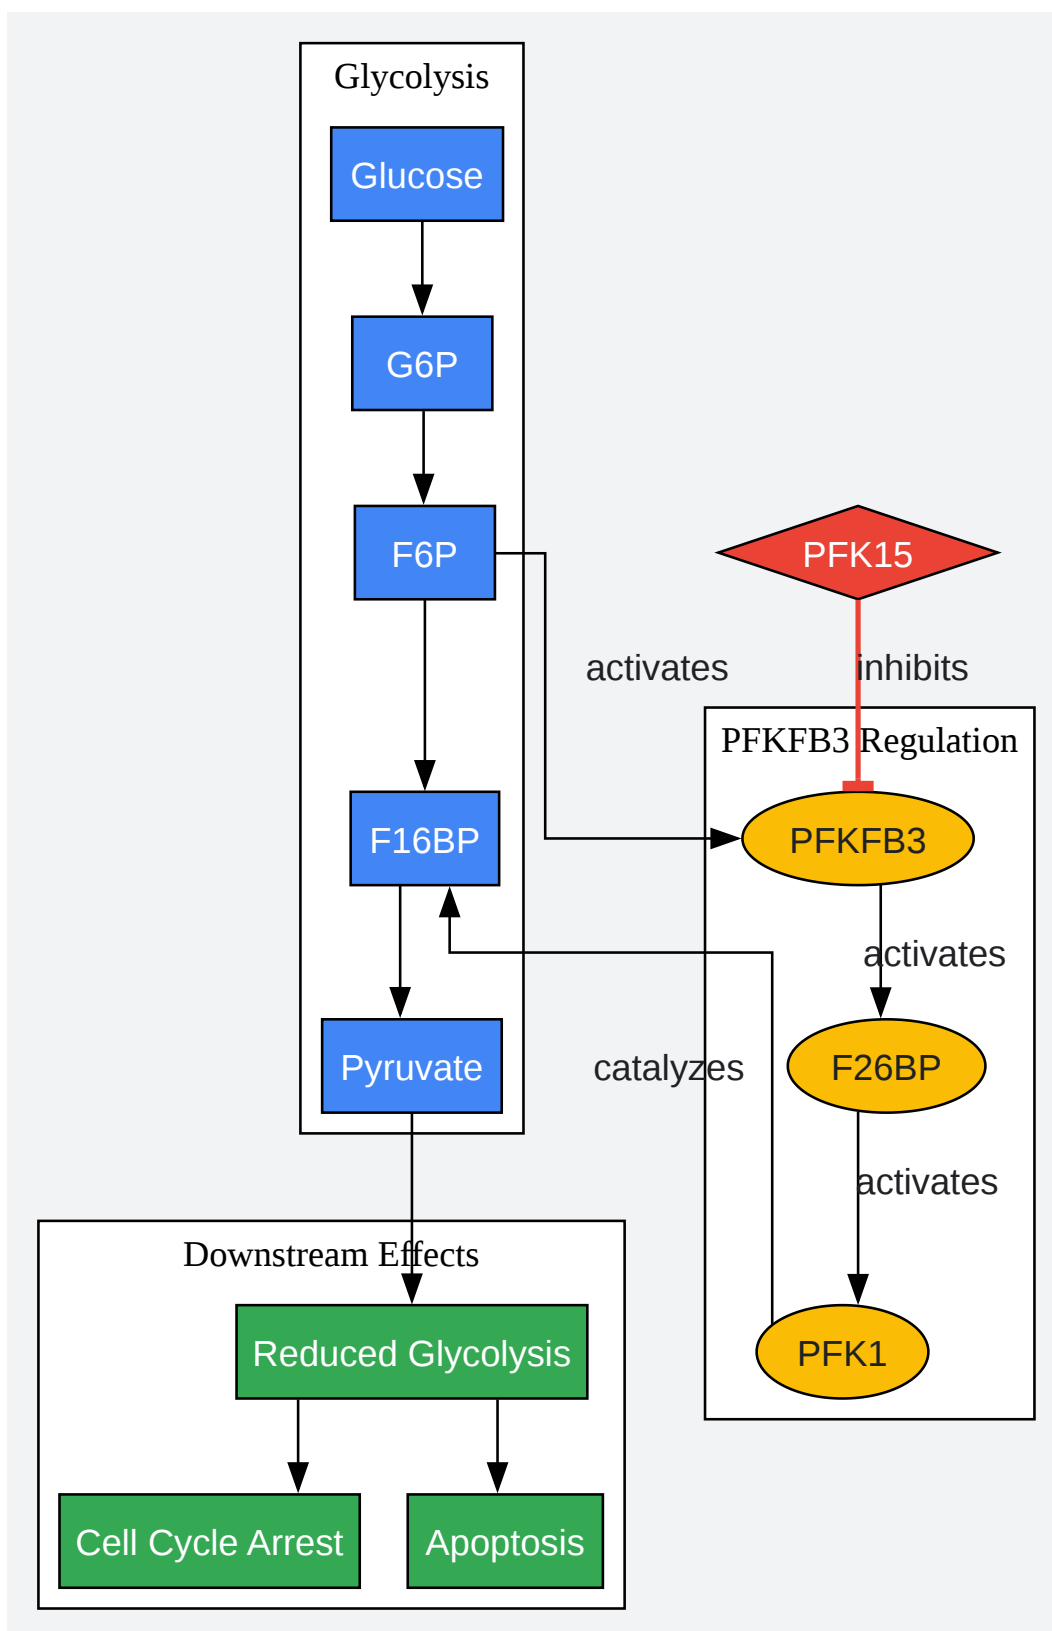 Glycolysis
Glucose
G6P
F6P
PFK15
activates
inhibits
PFKFB3 Regulation
F16BP
PFKFB3
activates
Pyruvate
catalyzes
F26BP
activates
Downstream Effects
Reduced Glycolysis
PFK1
Cell Cycle Arrest
Apoptosis